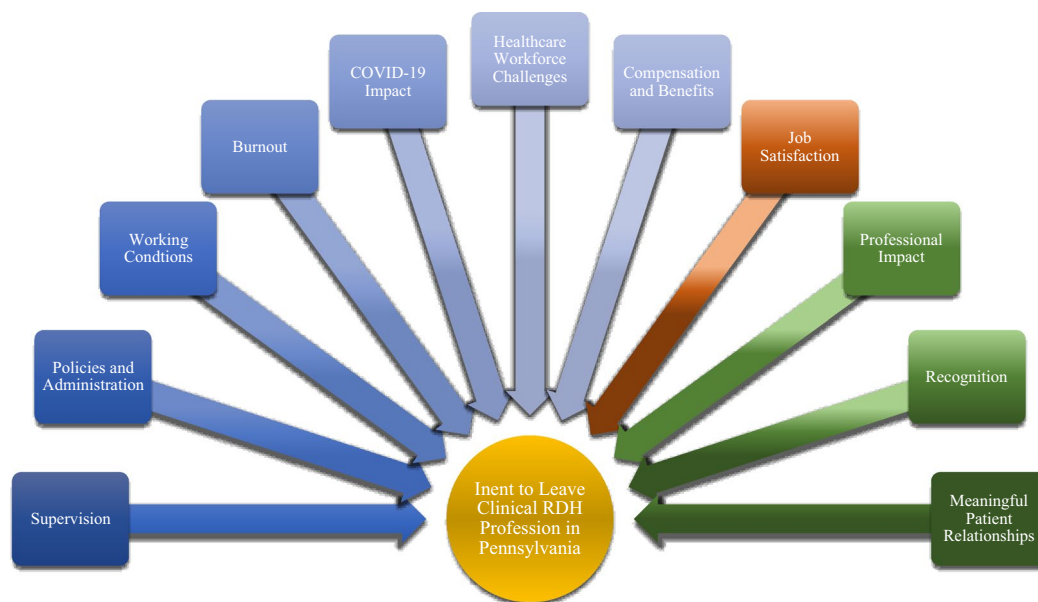 Healthcare
Workforce
Challenges
COVID-19
Impact
Compensation
and Benefits
Burnout
Job
Satisfaction
Working
Condtions
Professional
Impact
Policies and
Administration
Recognition
Supervision
Inent to Leave
Clinical RDH
Profession in
Pennsylvania
Meaningful
Patient
Relationships